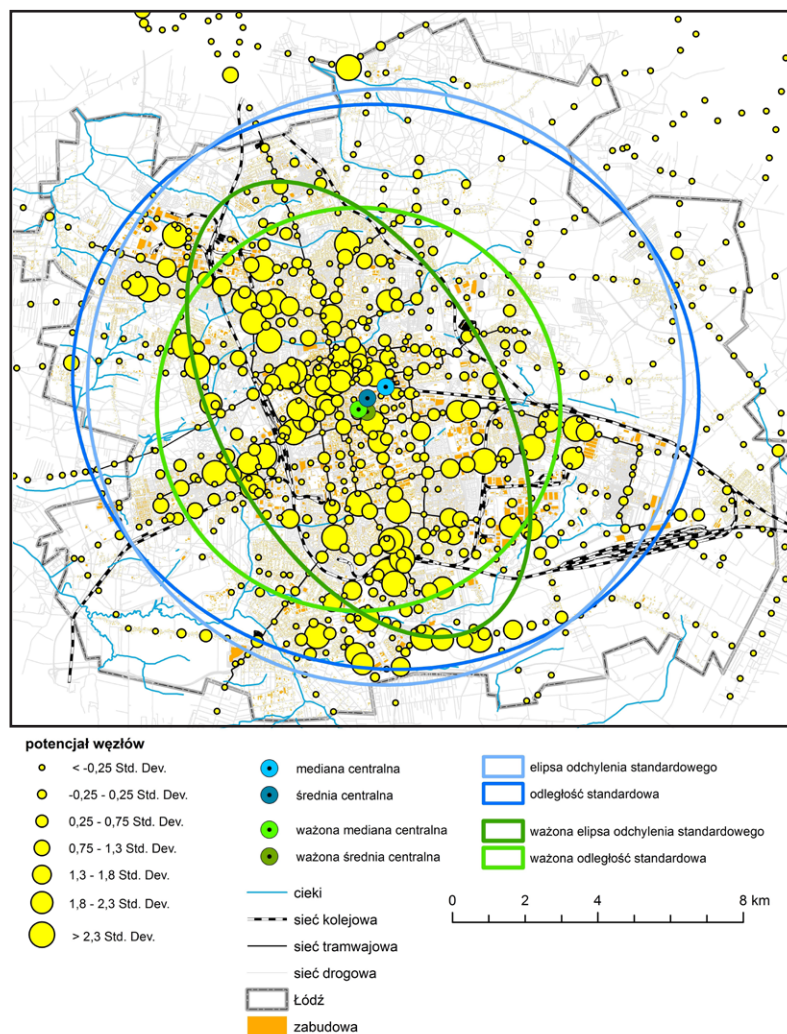 potencjał węzłów
< -0,25 Std. Dev.
-0,25 - 0,25 Std. Dev.
0,25 - 0,75 Std. Dev.
0,75 - 1,3 Std. Dev.
1,3 - 1,8 Std. Dev.
1,8 - 2,3 Std. Dev.
> 2,3 Std. Dev.
mediana centralna
średnia centralna
ważona mediana centralna
ważona średnia centralna
cieki
sieć kolejowa
sieć tramwajowa
sieć drogowa
Łódź
zabudowa
elipsa odchylenia standardowego
odległość standardowa
ważona elipsa odchylenia standardowego
ważona odległość standardowa
0 2 4 6 8 km